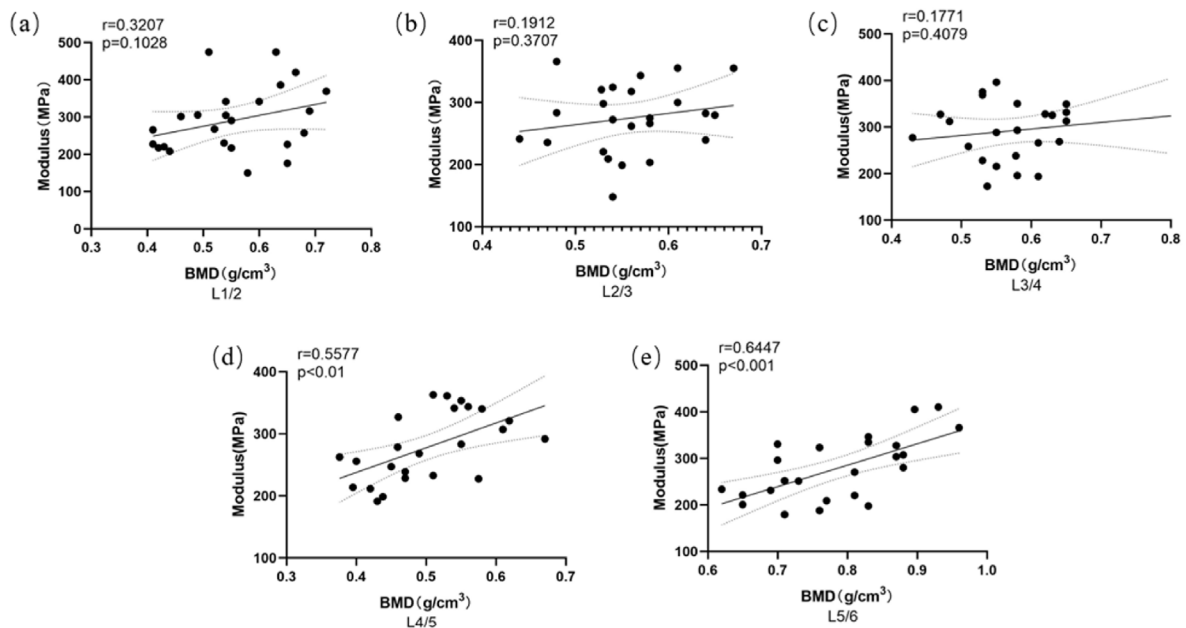 (a)
r=0.3207
p=0.1028
Modulus (MPa)
500
400
300
200
100
0
0.3 0.4 0.5 0.6 0.7 0.8
BMD(g/cm³)
L1/2
(b)
r=0.1912
p=0.3707
Modulus (MPa)
400
300
200
100
0.4 0.5 0.6 0.7
BMD(g/cm³)
L2/3
(c)
r=0.1771
p=0.4079
Modulus(MPa)
500
400
300
200
100
0.4 0.5 0.6 0.7 0.8
BMD(g/cm³)
L3/4
(d)
r=0.5577
p<0.01
Modulus(MPa)
400
300
200
100
0.3 0.4 0.5 0.6 0.7
BMD(g/cm³)
L4/5
(e)
r=0.6447
p<0.001
Modulus(MPa)
500
400
300
200
100
0.6 0.7 0.8 0.9 1.0
BMD(g/cm³)
L5/6